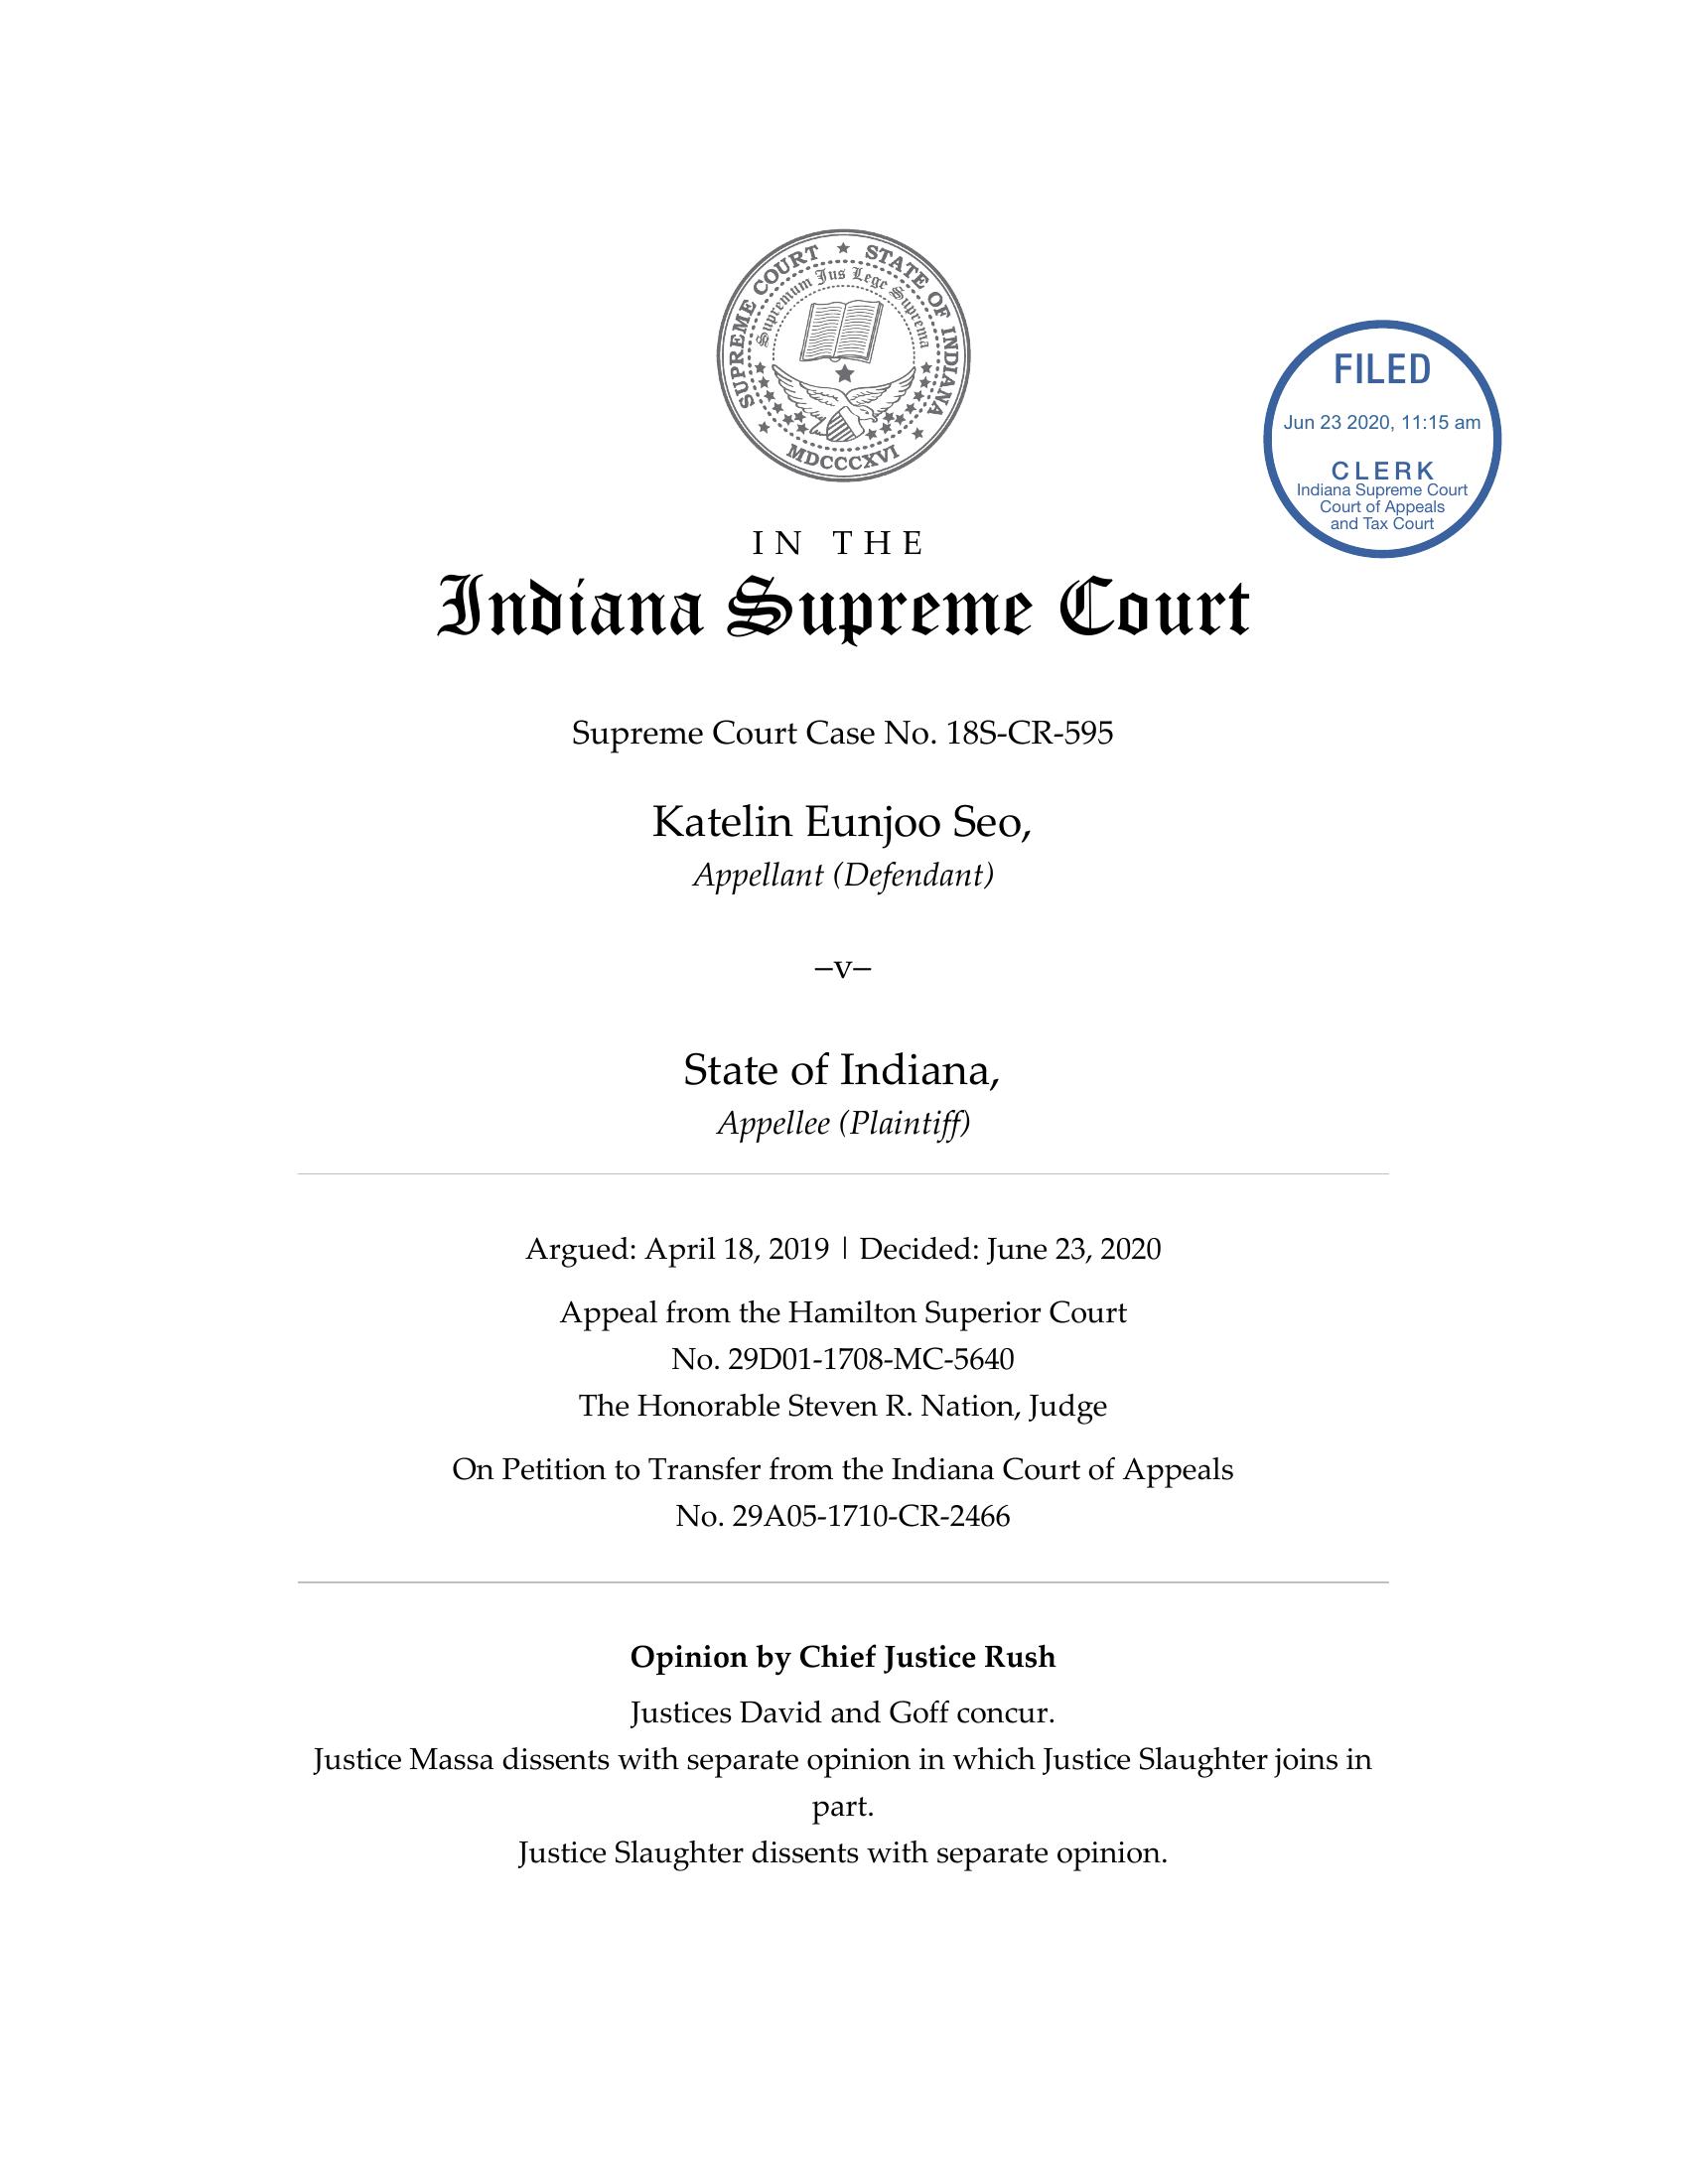 SUPREME COURT ★ STATE OF INDIANA
Supremum Jus Lege Suprema
MDCCCXVI
FILED
Jun 23 2020, 11:15 am
CLERK
Indiana Supreme Court
Court of Appeals
and Tax Court
IN THE
Indiana Supreme Court
Supreme Court Case No. 18S-CR-595
Katelin Eunjoo Seo,
Appellant (Defendant)
–v–
State of Indiana,
Appellee (Plaintiff)
Argued: April 18, 2019 | Decided: June 23, 2020
Appeal from the Hamilton Superior Court
No. 29D01-1708-MC-5640
The Honorable Steven R. Nation, Judge
On Petition to Transfer from the Indiana Court of Appeals
No. 29A05-1710-CR-2466
Opinion by Chief Justice Rush
Justices David and Goff concur.
Justice Massa dissents with separate opinion in which Justice Slaughter joins in
part.
Justice Slaughter dissents with separate opinion.